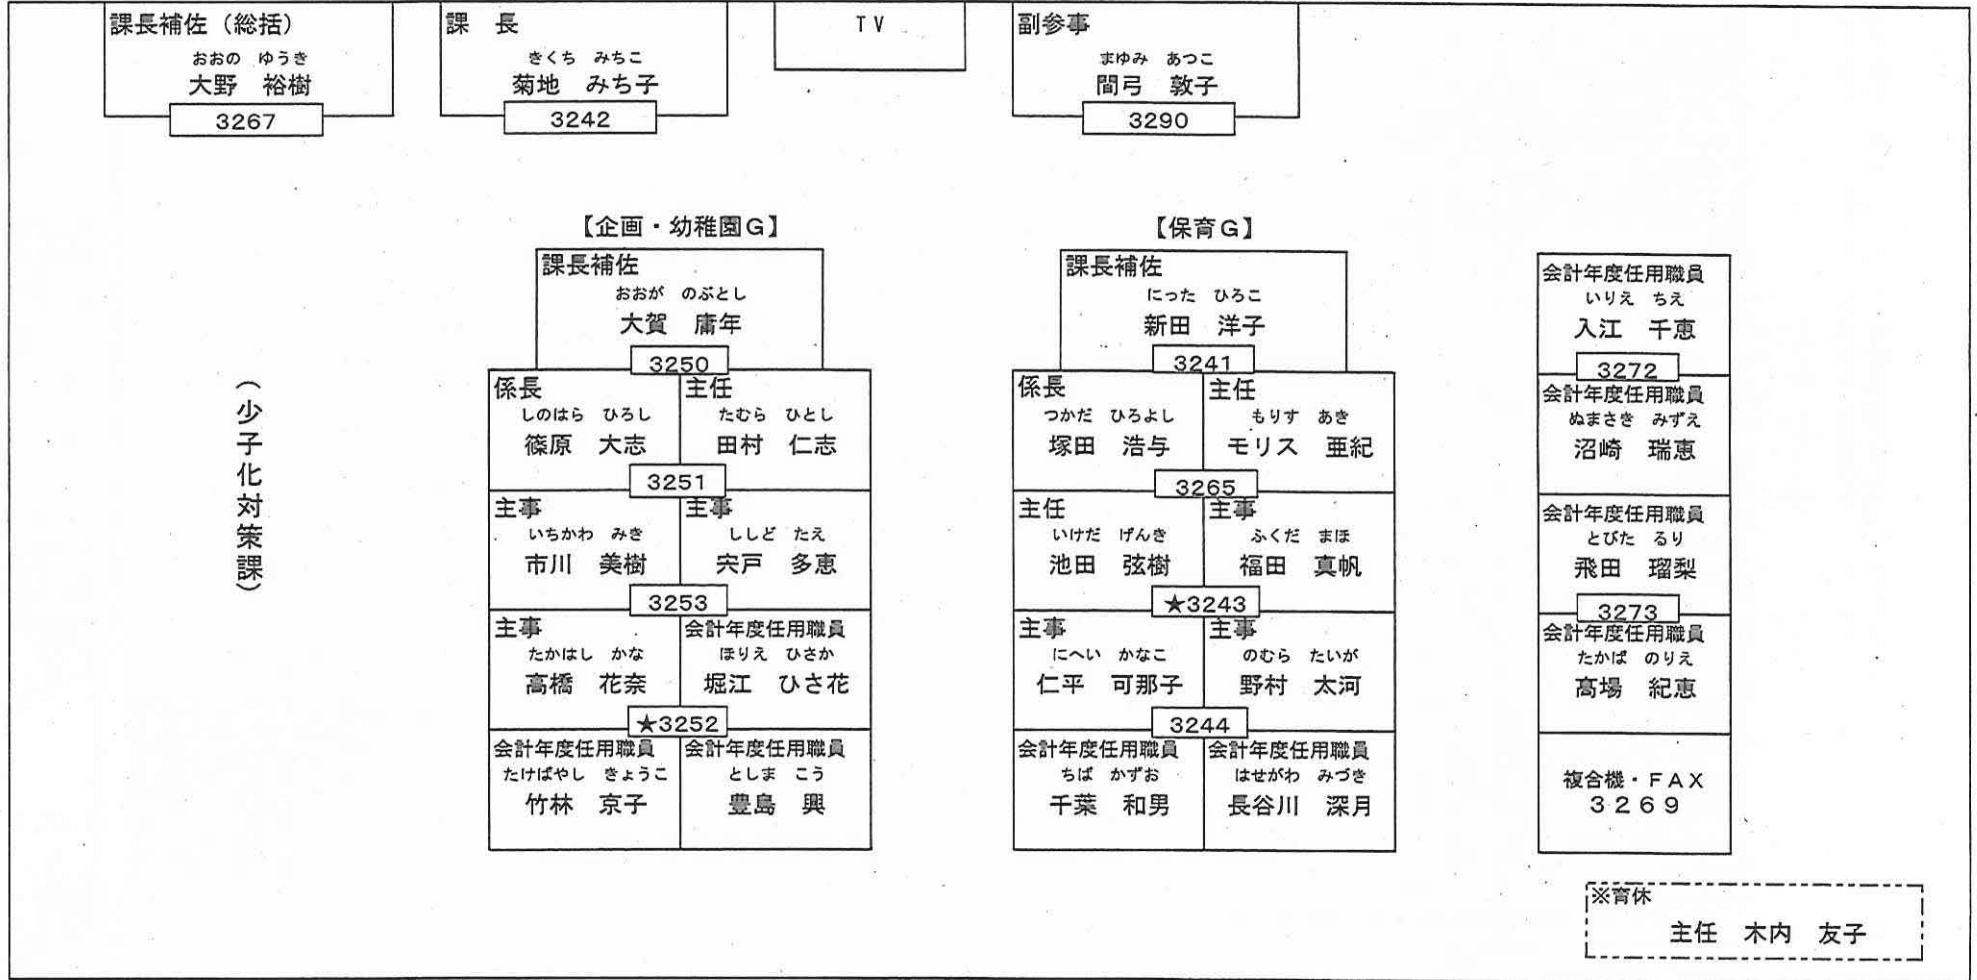 課長補佐（総括）
おおの ゆうき
大野 裕樹
3267
課 長
きくち みちこ
菊地 みち子
3242
ＴＶ
副参事
まゆみ あつこ
間弓 敦子
3290
（少子化対策課）
【企画・幼稚園Ｇ】
課長補佐
おおが のぶとし
大賀 庸年
3250
係長
しのはら ひろし
篠原 大志
主任
たむら ひとし
田村 仁志
3251
主事
いちかわ みき
市川 美樹
主事
ししど たえ
宍戸 多恵
3253
主事
たかはし かな
高橋 花奈
会計年度任用職員
ほりえ ひさか
堀江 ひさ花
★3252
会計年度任用職員
たけばやし きょうこ
竹林 京子
会計年度任用職員
としま こう
豊島 興
【保育Ｇ】
課長補佐
にった ひろこ
新田 洋子
3241
係長
つかだ ひろよし
塚田 浩与
主任
もりす あき
モリス 亜紀
3265
主任
いけだ げんき
池田 弦樹
主事
ふくだ まほ
福田 真帆
★3243
主事
にへい かなこ
仁平 可那子
主事
のむら たいが
野村 太河
3244
会計年度任用職員
ちば かずお
千葉 和男
会計年度任用職員
はせがわ みづき
長谷川 深月
会計年度任用職員
いりえ ちえ
入江 千恵
3272
会計年度任用職員
ぬまさき みずえ
沼崎 瑞恵
会計年度任用職員
とびた るり
飛田 瑠梨
3273
会計年度任用職員
たかば のりえ
髙場 紀恵
複合機・ＦＡＸ
３２６９
※育休
主任 木内 友子